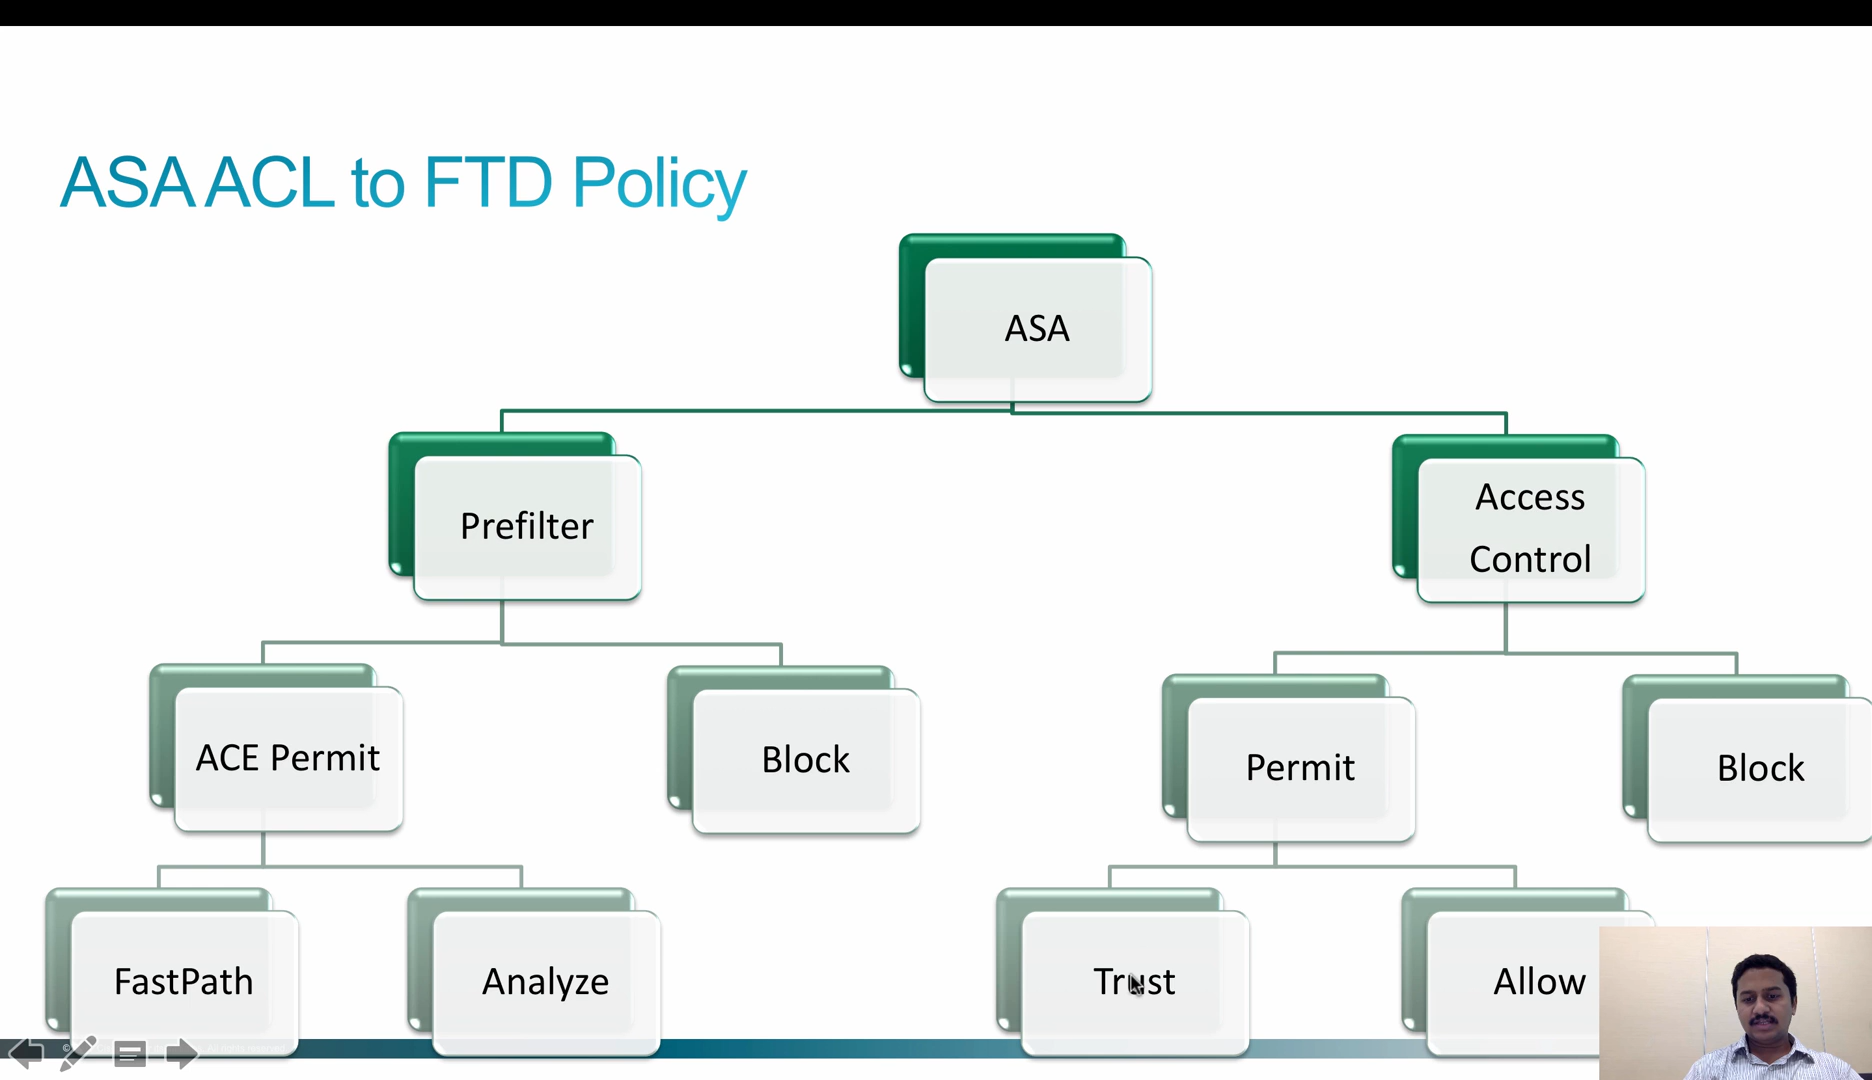 ASA ACL to FTD Policy
ASA
Prefilter
Access
Control
ACE Permit
Block
Permit
Block
FastPath
Analyze
Trust
Allow